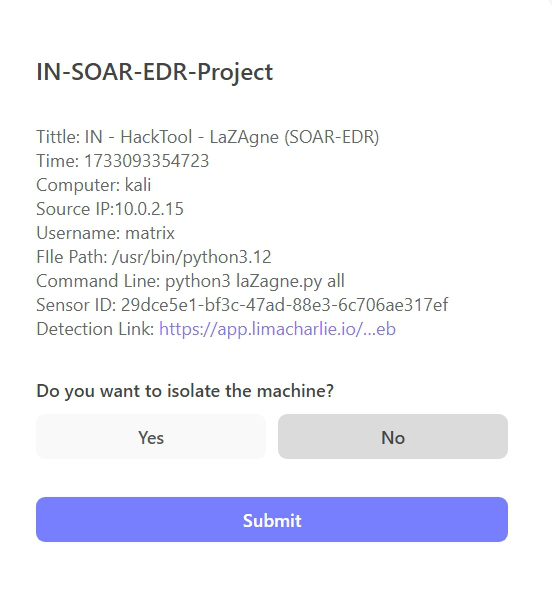 IN-SOAR-EDR-Project
Tittle: IN - HackTool - LaZAgne (SOAR-EDR)
Time: 1733093354723
Computer: kali
Source IP:10.0.2.15
Username: matrix
FIle Path: /usr/bin/python3.12
Command Line: python3 laZagne.py all
Sensor ID: 29dce5e1-bf3c-47ad-88e3-6c706ae317ef
Detection Link: https://app.limacharlie.io/...eb
Do you want to isolate the machine?
Yes
No
Submit